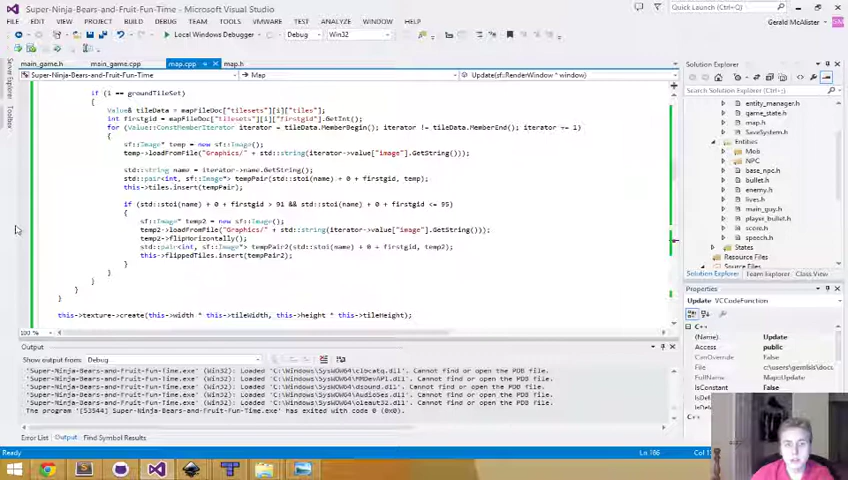 Super-Ninja-Bears-and-Fruit-Fun-Time - Microsoft Visual Studio
Quick Launch (Ctrl+Q)
FILE EDIT VIEW PROJECT BUILD DEBUG TEAM TOOLS TEST ANALYZE WINDOW HELP
Gerald McAlister
Local Windows Debugger
Debug
Win32
main_game.h main_game.cpp map.cpp map.h
Super-Ninja-Bears-and-Fruit-Fun-Time
Map
Update(sf::RenderWindow * window)
if (1 == groundTileSet)
{
Value& tileData = mapFileDoc["tilesets"][i]["tiles"];
int firstgid = mapFileDoc["tilesets"][i]["firstgid"].GetInt();
for (Value::ConstMemberIterator iterator = tileData.MemberBegin(); iterator != tileData.MemberEnd(); iterator += 1)
{
sf::Image* temp = new sf::Image();
temp->loadFromFile("Graphics/" + std::string(iterator->value["image"].GetString()));
std::string name = iterator->name.GetString();
std::pair<int, sf::Image*> tempPair(std::stoi(name) + 0 + firstgid, temp);
this->tiles.insert(tempPair);
if (std::stoi(name) + 0 + firstgid > 91 && std::stoi(name) + 0 + firstgid <= 95)
{
sf::Image* temp2 = new sf::Image();
temp2->loadFromFile("Graphics/" + std::string(iterator->value["image"].GetString()));
temp2->flipHorizontally();
std::pair<int, sf::Image*> tempPair2(std::stoi(name) + 0 + firstgid, temp2);
this->flippedTiles.insert(tempPair2);
}
}
}
}
this->texture->create(this->width * this->tileWidth, this->height * this->tileHeight);
100 %
Server Explorer
Toolbox
Output
Show output from: Debug
'Super-Ninja-Bears-and-Fruit-Fun-Time.exe' (Win32): Loaded 'C:\Windows\SysWOW64\clbcatq.dll'. Cannot find or open the PDB file.
'Super-Ninja-Bears-and-Fruit-Fun-Time.exe' (Win32): Loaded 'C:\Windows\SysWOW64\MMDevAPI.dll'. Cannot find or open the PDB file.
'Super-Ninja-Bears-and-Fruit-Fun-Time.exe' (Win32): Loaded 'C:\Windows\SysWOW64\dsound.dll'. Cannot find or open the PDB file.
'Super-Ninja-Bears-and-Fruit-Fun-Time.exe' (Win32): Loaded 'C:\Windows\SysWOW64\AudioSes.dll'. Cannot find or open the PDB file.
'Super-Ninja-Bears-and-Fruit-Fun-Time.exe' (Win32): Loaded 'C:\Windows\SysWOW64\oleaut32.dll'. Cannot find or open the PDB file.
The program '[53544] Super-Ninja-Bears-and-Fruit-Fun-Time.exe' has exited with code 0 (0x0).
Error List Output Find Symbol Results
Ready
Ln 186
Solution Explorer
Search Solution Explorer (Ctrl+;)
entity_manager.h
game_state.h
map.h
SaveSystem.h
Entities
Mob
NPC
base_npc.h
bullet.h
enemy.h
lives.h
main_guy.h
player_bullet.h
score.h
speech.h
States
Resource Files
Source Files
Solution Explorer Team Explorer Class View
Properties
Update VCCodeFunction
C++
(Name) Update
Access public
CanOverride False
File
FullName Map::Update
IsConstant False